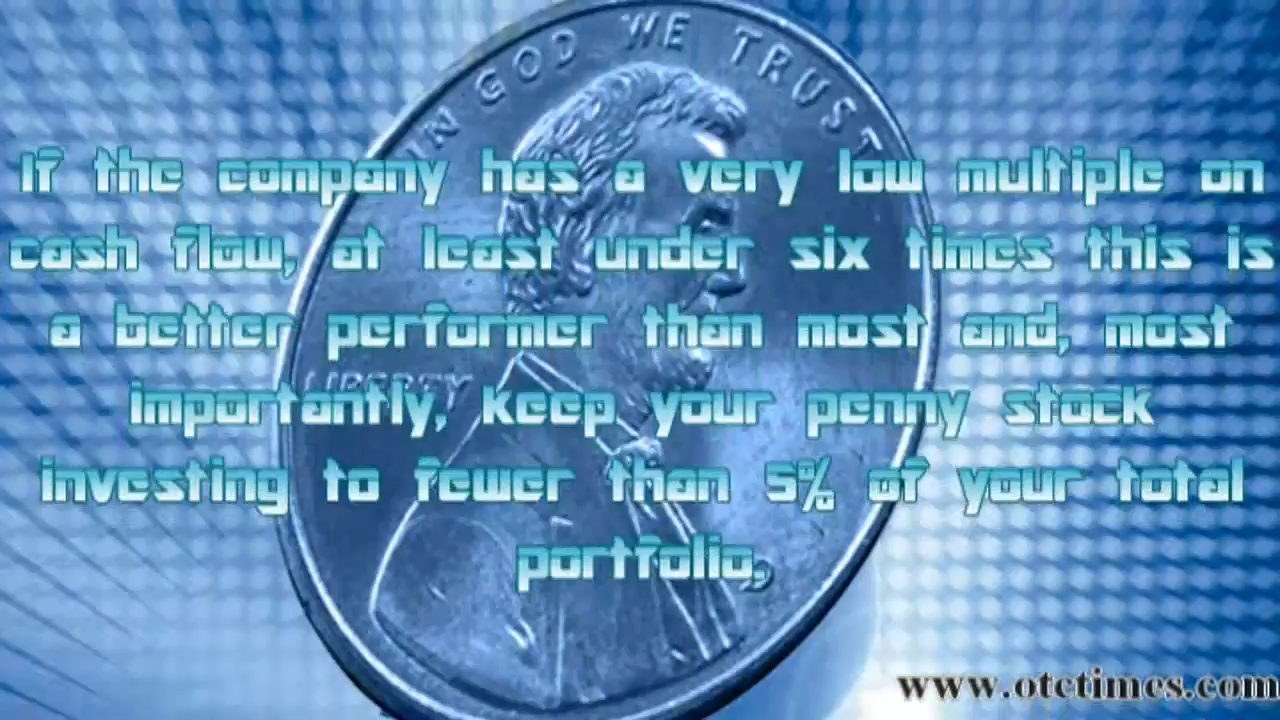 IN GOD WE TRUST
If the company has a very low multiple on
cash flow, at least under six times this is
a better performer than most and, most
LIBERTY
importantly, keep your penny stock
investing to fewer than 5% of your total
portfolio,
www.otctimes.com